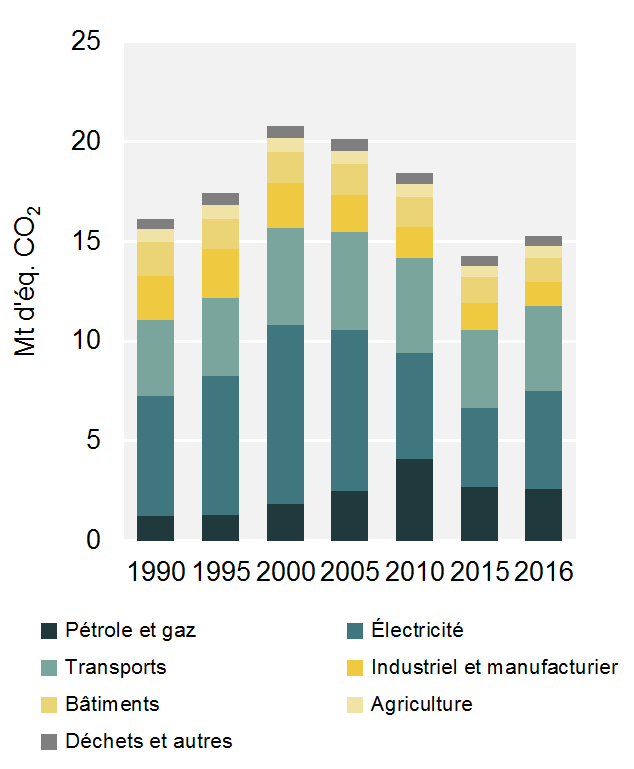 25
20
15
10
5
0
Mt d'éq. CO₂
1990 1995 2000 2005 2010 2015 2016
Pétrole et gaz
Électricité
Transports
Industriel et manufacturier
Bâtiments
Agriculture
Déchets et autres